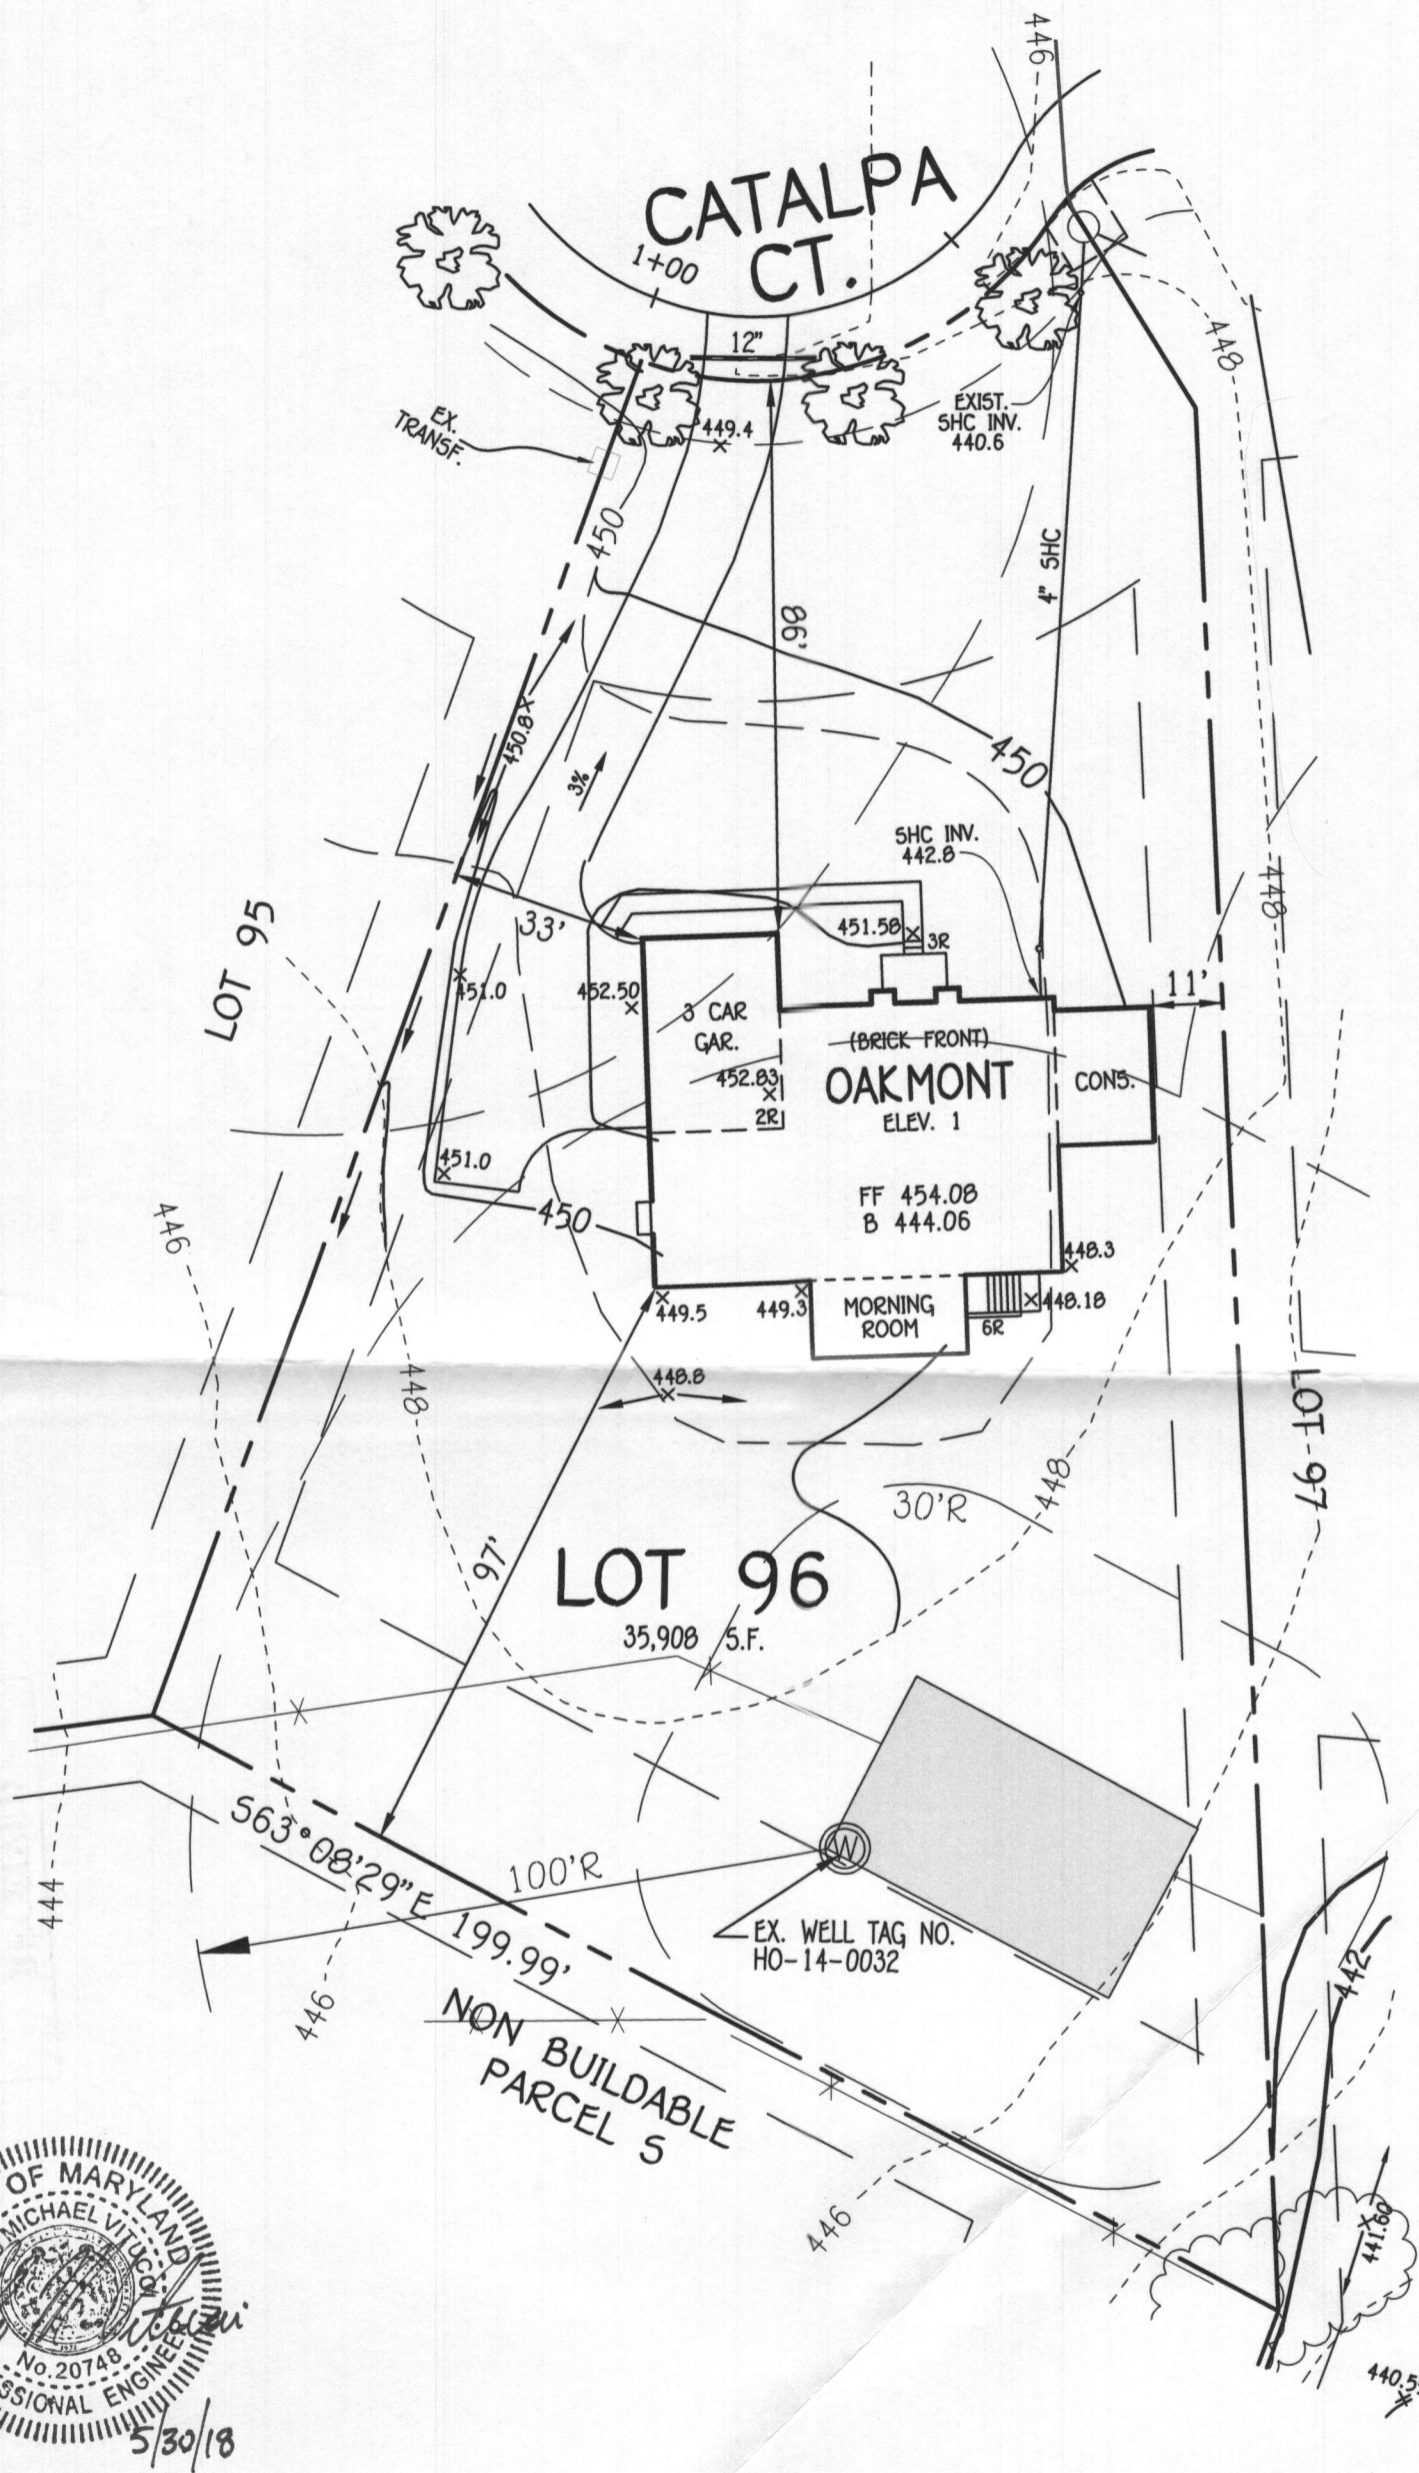 446
CATALPA
CT.
1+00
12"
448
EX.
TRANSF.
449.4
EXIST.
SHC INV.
440.6
450
4" SHC
98'
450.8
3%
450
SHC INV.
442.8
448
LOT 95
33'
451.58
3R
11'
451.0
452.50
3 CAR
GAR.
(BRICK FRONT)
452.83
OAKMONT
CONS.
2R
ELEV. 1
451.0
FF 454.08
B 444.06
450
446
448.3
449.5
449.3
MORNING
ROOM
448.18
6R
448.8
448
LOT 97
30'R
448
97'
LOT 96
35,908 S.F.
S63°08'29"E 199.99'
100'R
W
444
EX. WELL TAG NO.
HO-14-0032
442
446
NON BUILDABLE
PARCEL S
446
441.60
OF MARYLAND
MICHAEL VITUCCI
No. 20748
SSIONAL ENGINEER
440.5
5/30/18